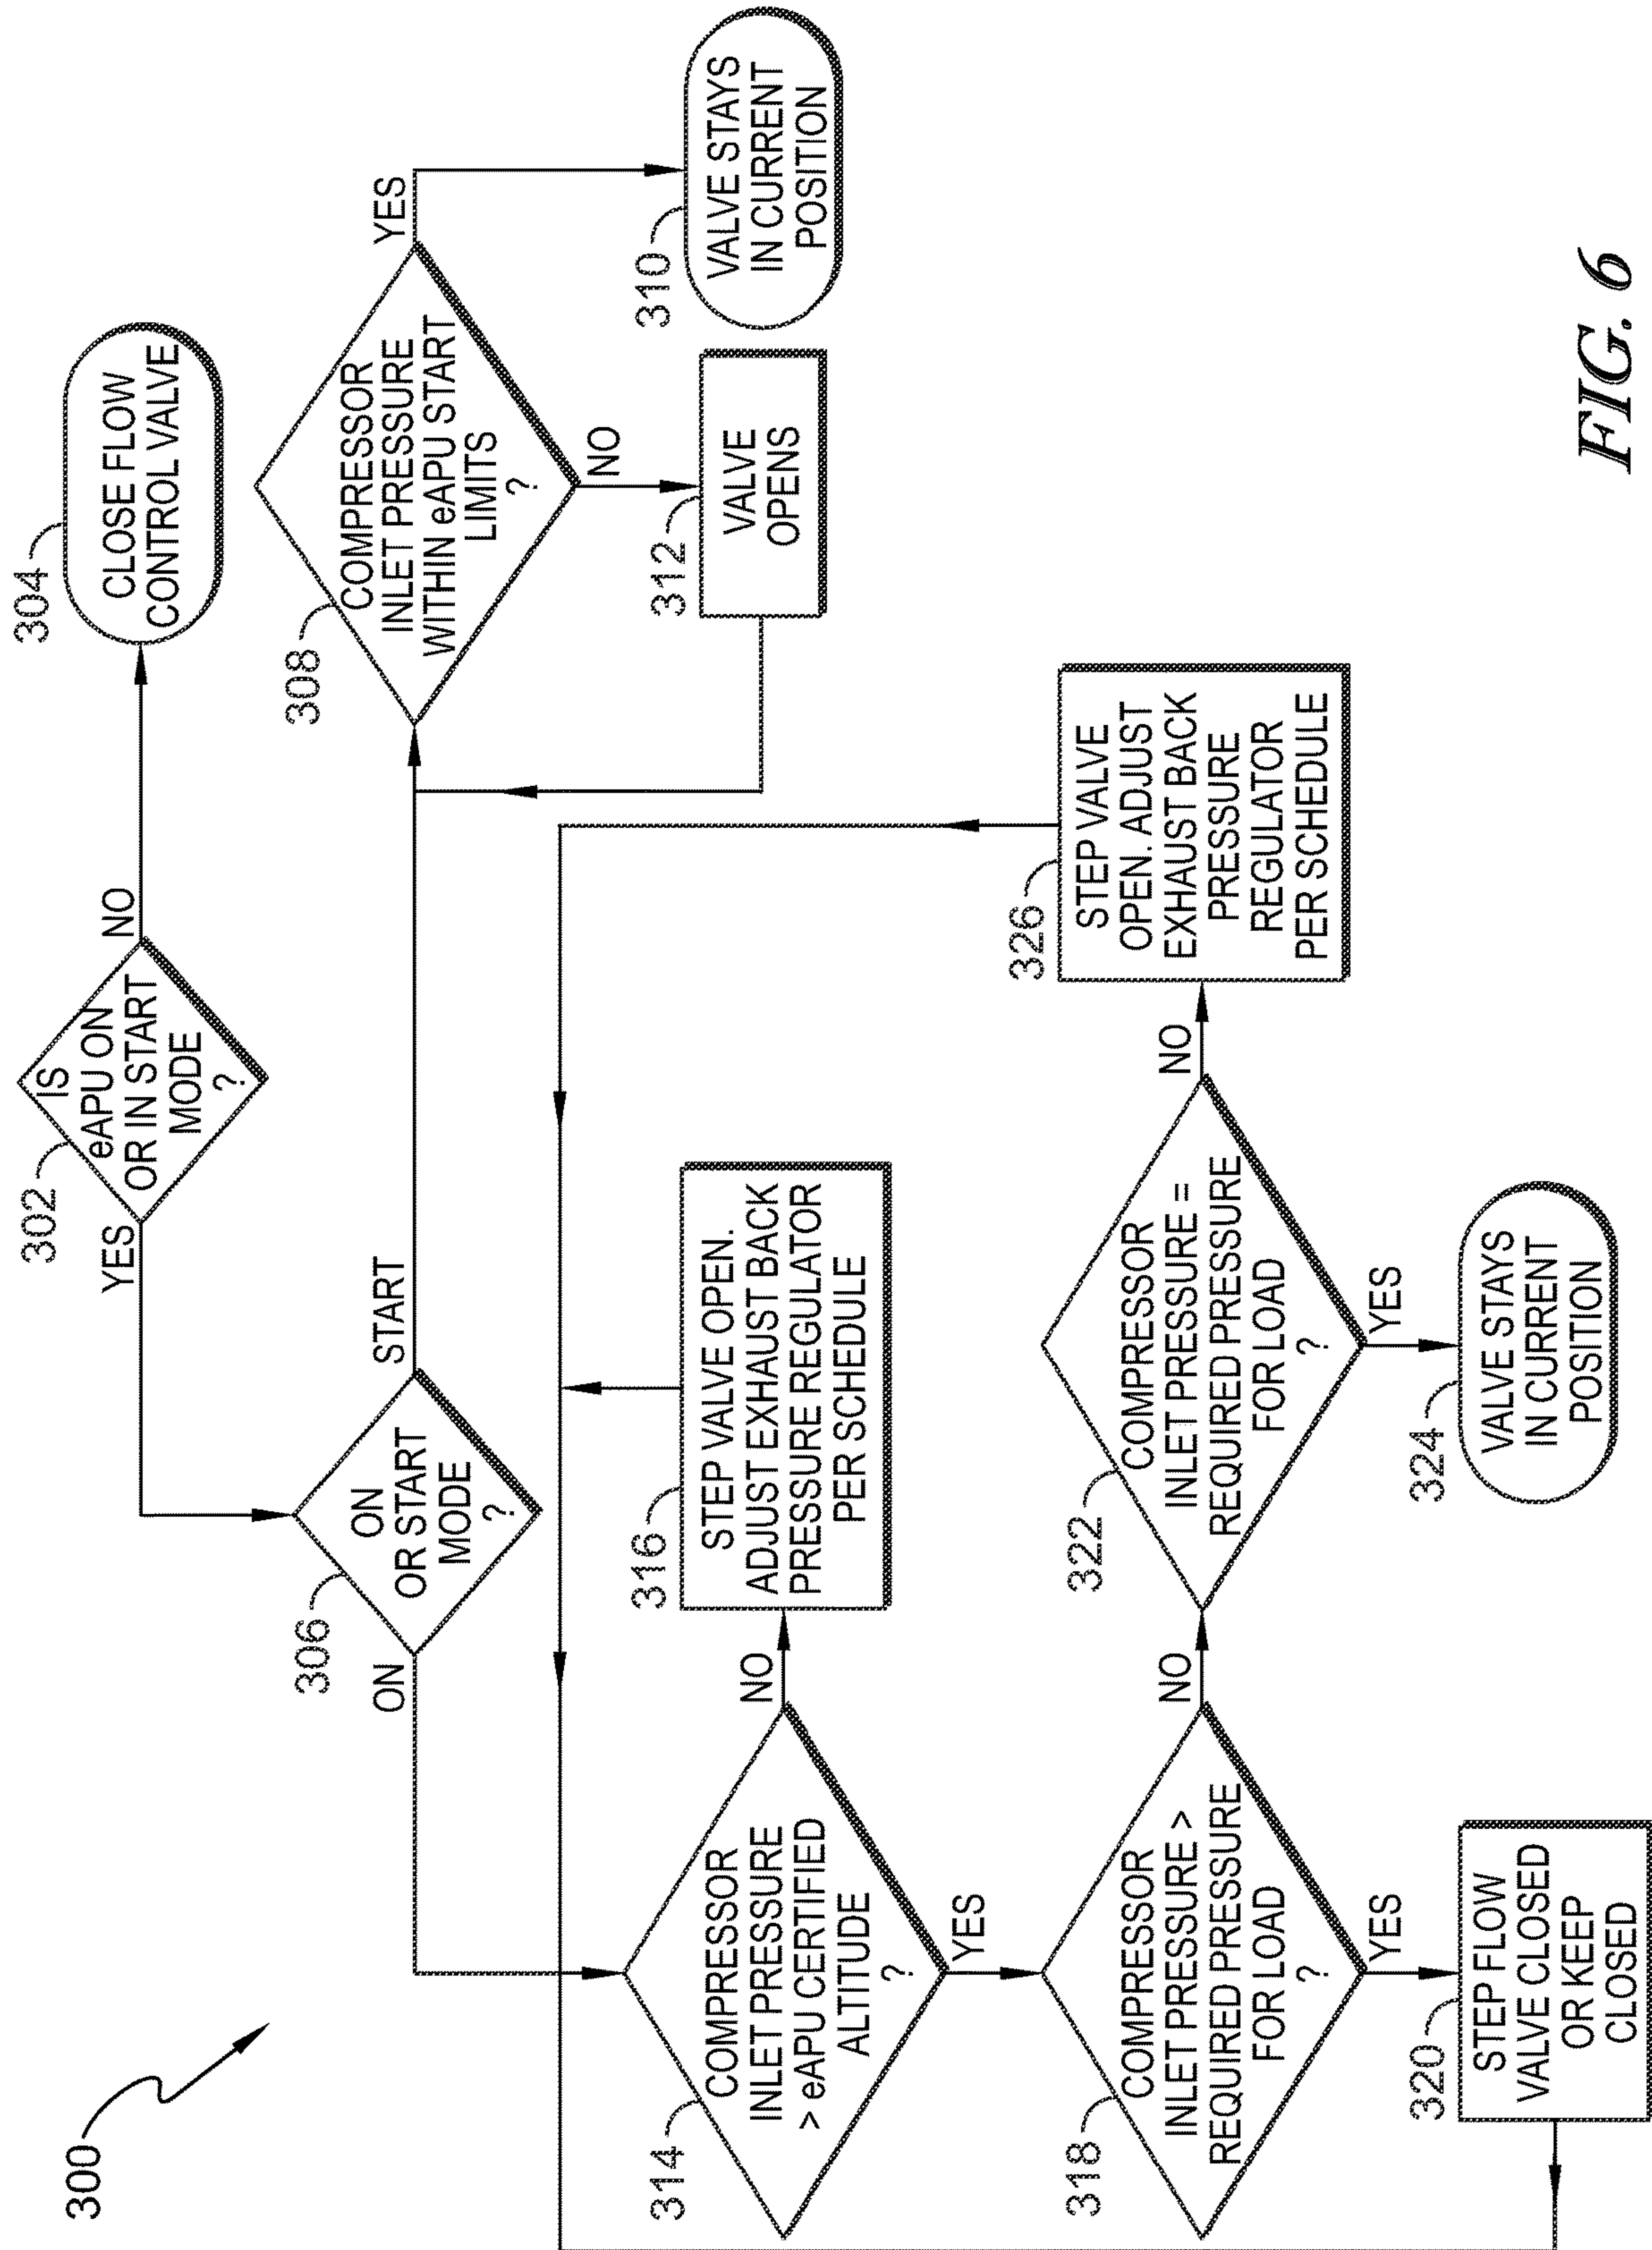 300
302
IS
eAPU ON
OR IN START
MODE
?
NO
YES
304
CLOSE FLOW
CONTROL VALVE
306
ON
OR START
MODE
?
START
ON
308
COMPRESSOR
INLET PRESSURE
WITHIN eAPU START
LIMITS
?
YES
NO
310
VALVE STAYS
IN CURRENT
POSITION
312
VALVE
OPENS
314
COMPRESSOR
INLET PRESSURE
> eAPU CERTIFIED
ALTITUDE
?
NO
YES
316
STEP VALVE OPEN.
ADJUST EXHAUST BACK
PRESSURE REGULATOR
PER SCHEDULE
318
COMPRESSOR
INLET PRESSURE >
REQUIRED PRESSURE
FOR LOAD
?
NO
YES
320
STEP FLOW
VALVE CLOSED
OR KEEP
CLOSED
322
COMPRESSOR
INLET PRESSURE =
REQUIRED PRESSURE
FOR LOAD
?
NO
YES
324
VALVE STAYS
IN CURRENT
POSITION
326
STEP VALVE
OPEN. ADJUST
EXHAUST BACK
PRESSURE
REGULATOR
PER SCHEDULE
FIG. 6